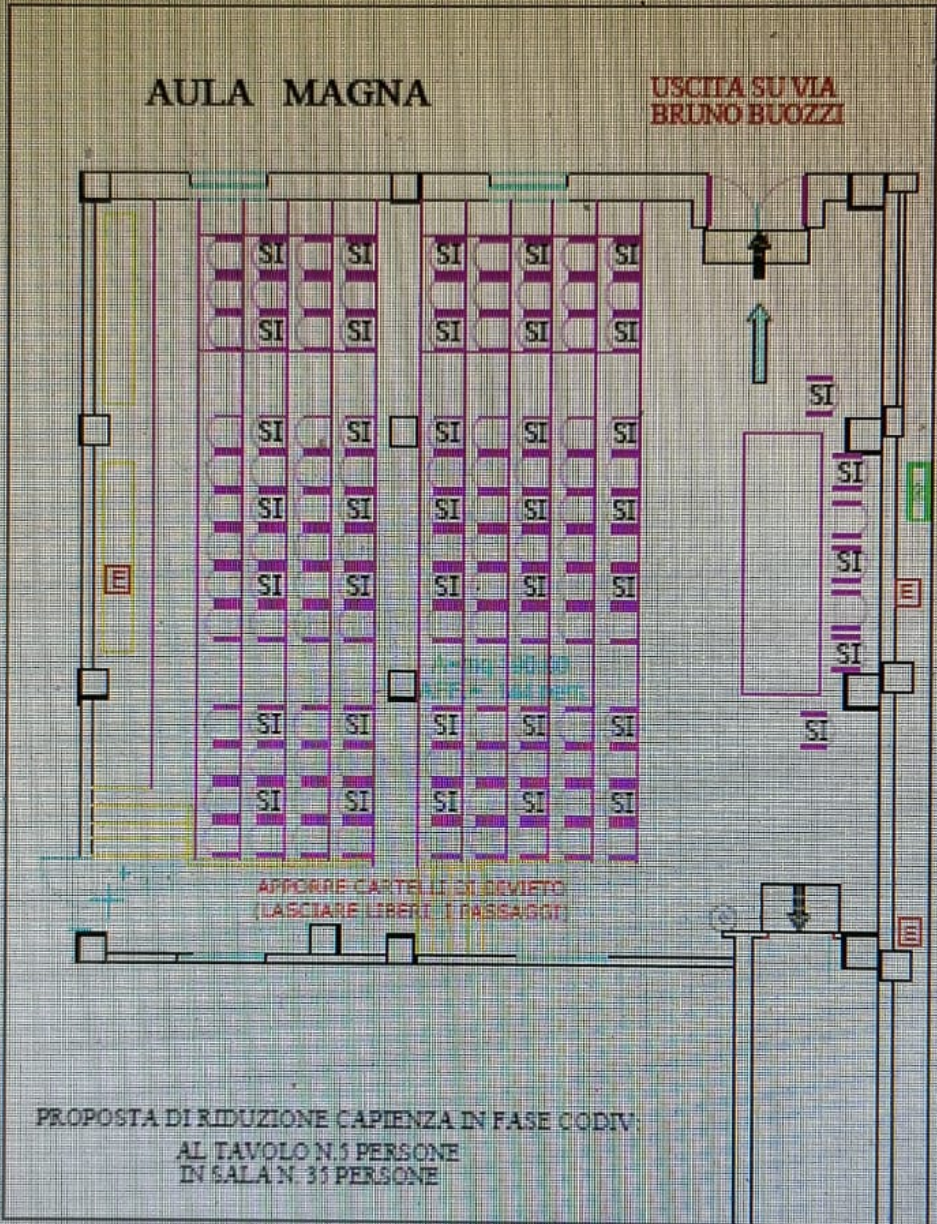 AULA MAGNA
USCITA SU VIA
BRUNO BUOZZI
SI SI SI SI SI
SI SI SI SI SI
SI
SI SI SI SI SI
SI
SI SI SI SI SI
SI
E
SI SI SI SI SI
E
SI
SI SI SI SI SI
SI
SI SI SI SI SI
APPORRE CARTELLI DI DIVIETO
(LASCIARE LIBERI I PASSAGGI)
E
PROPOSTA DI RIDUZIONE CAPIENZA IN FASE CODIV:
AL TAVOLO N.5 PERSONE
IN SALA N. 35 PERSONE